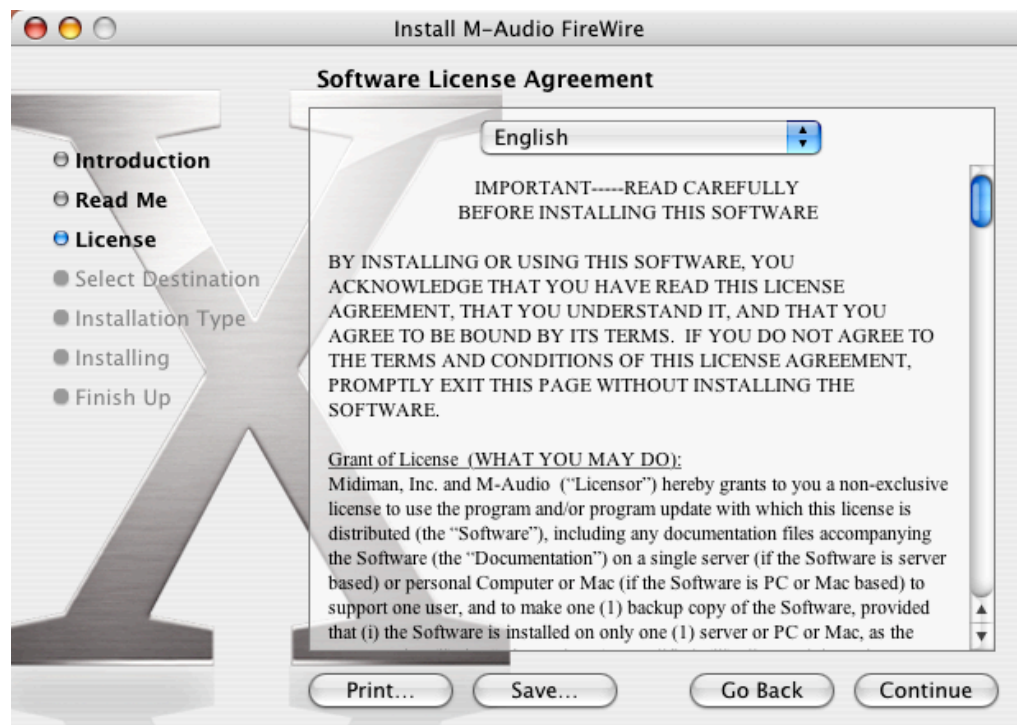 Install M-Audio FireWire
Software License Agreement
Introduction
Read Me
License
Select Destination
Installation Type
Installing
Finish Up
English
IMPORTANT-----READ CAREFULLY
BEFORE INSTALLING THIS SOFTWARE
BY INSTALLING OR USING THIS SOFTWARE, YOU
ACKNOWLEDGE THAT YOU HAVE READ THIS LICENSE
AGREEMENT, THAT YOU UNDERSTAND IT, AND THAT YOU
AGREE TO BE BOUND BY ITS TERMS.  IF YOU DO NOT AGREE TO
THE TERMS AND CONDITIONS OF THIS LICENSE AGREEMENT,
PROMPTLY EXIT THIS PAGE WITHOUT INSTALLING THE
SOFTWARE.
Grant of License  (WHAT YOU MAY DO):
Midiman, Inc. and M-Audio  (“Licensor”) hereby grants to you a non-exclusive
license to use the program and/or program update with which this license is
distributed (the “Software”), including any documentation files accompanying
the Software (the “Documentation”) on a single server (if the Software is server
based) or personal Computer or Mac (if the Software is PC or Mac based) to
support one user, and to make one (1) backup copy of the Software, provided
that (i) the Software is installed on only one (1) server or PC or Mac, as the
Print...
Save...
Go Back
Continue